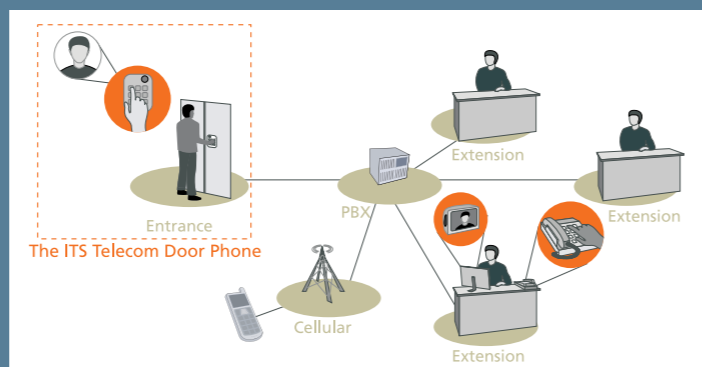 Extension
Extension
PBX
Entrance
The ITS Telecom Door Phone
Cellular
Extension